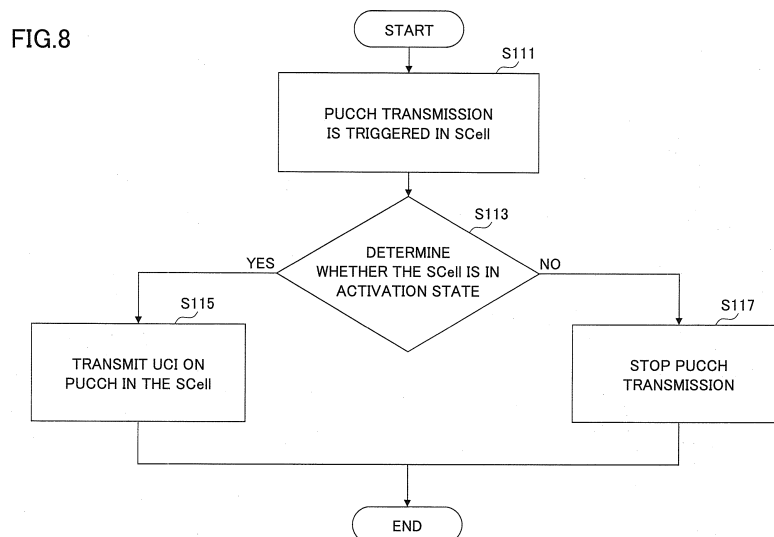 FIG.8
START
S111
PUCCH TRANSMISSION
IS TRIGGERED IN SCell
S113
DETERMINE
WHETHER THE SCell IS IN
ACTIVATION STATE
YES
NO
S115
TRANSMIT UCI ON
PUCCH IN THE SCell
S117
STOP PUCCH
TRANSMISSION
END